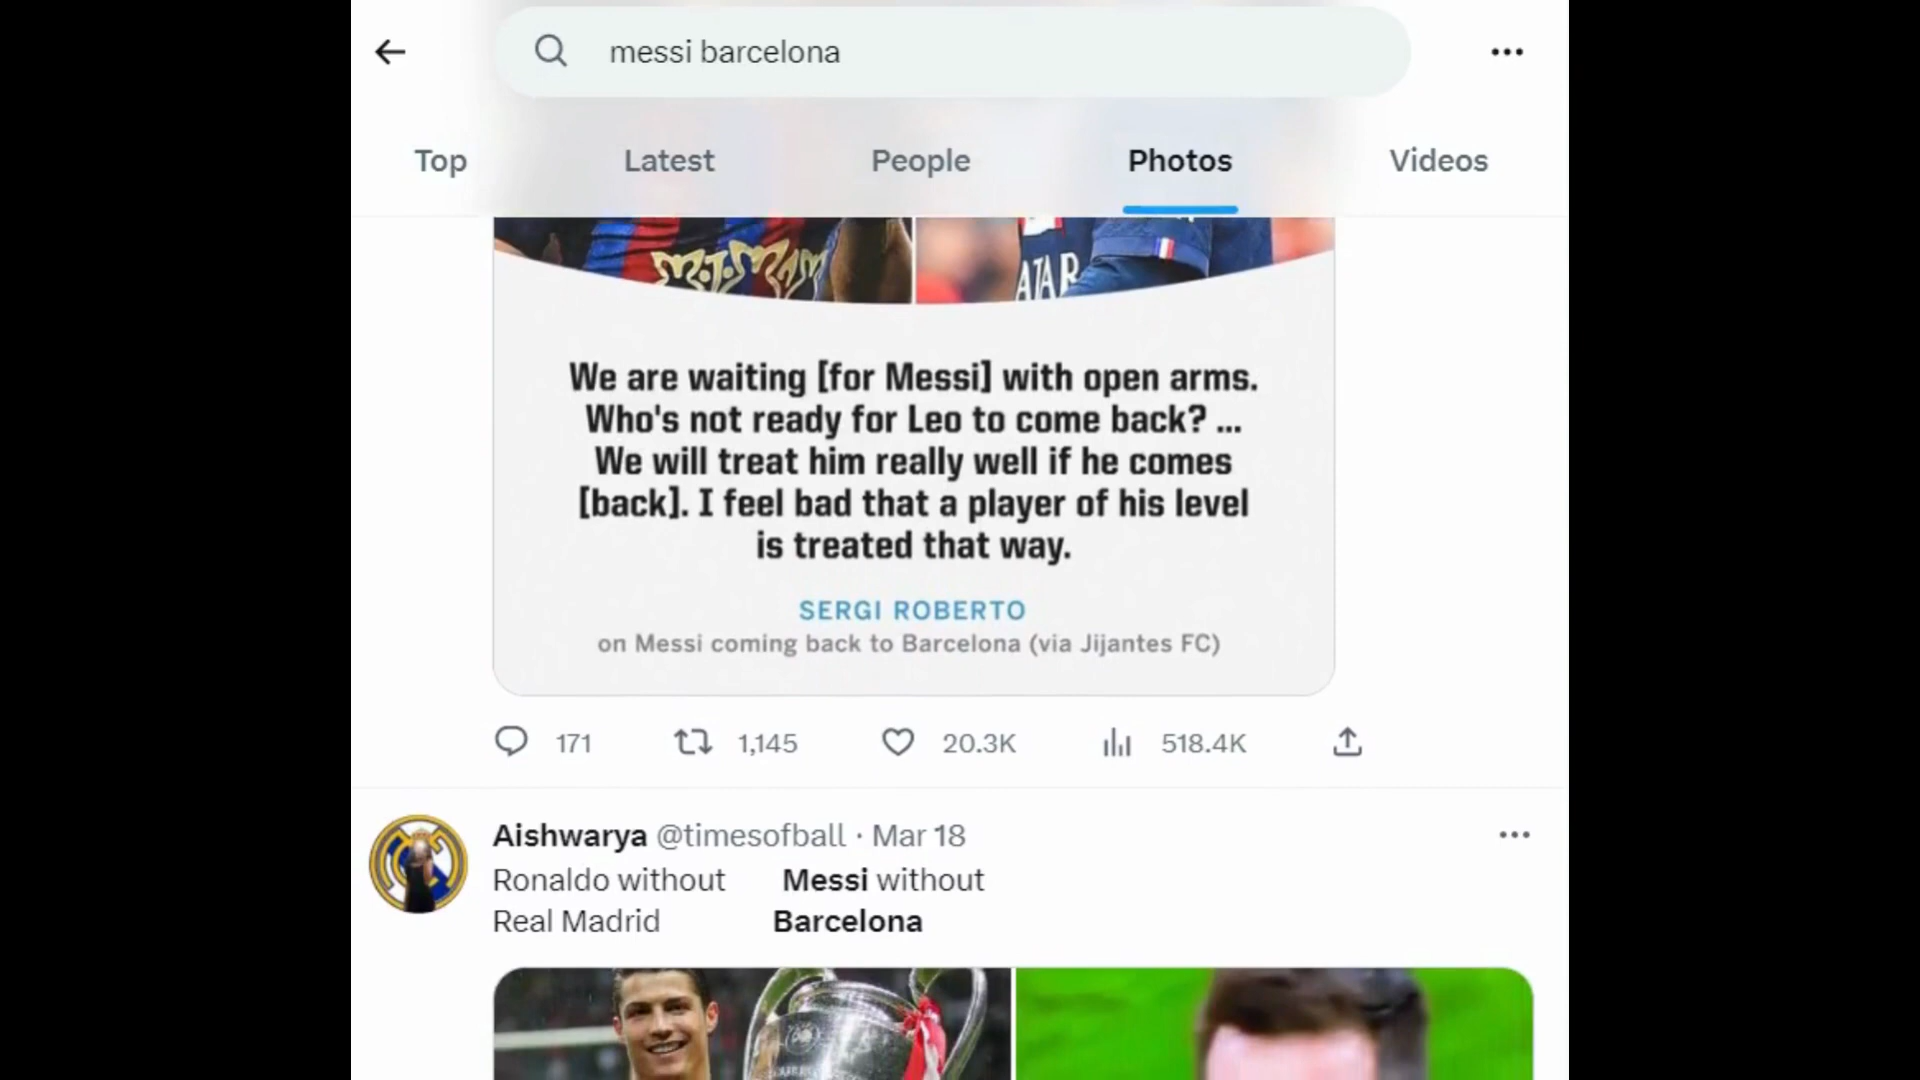 messi barcelona
Top Latest People Photos Videos
We are waiting [for Messi] with open arms.
Who's not ready for Leo to come back? ...
We will treat him really well if he comes
[back]. I feel bad that a player of his level
is treated that way.
SERGI ROBERTO
on Messi coming back to Barcelona (via Jijantes FC)
171 1,145 20.3K 518.4K
Aishwarya @timesofball · Mar 18
Ronaldo without Messi without
Real Madrid Barcelona